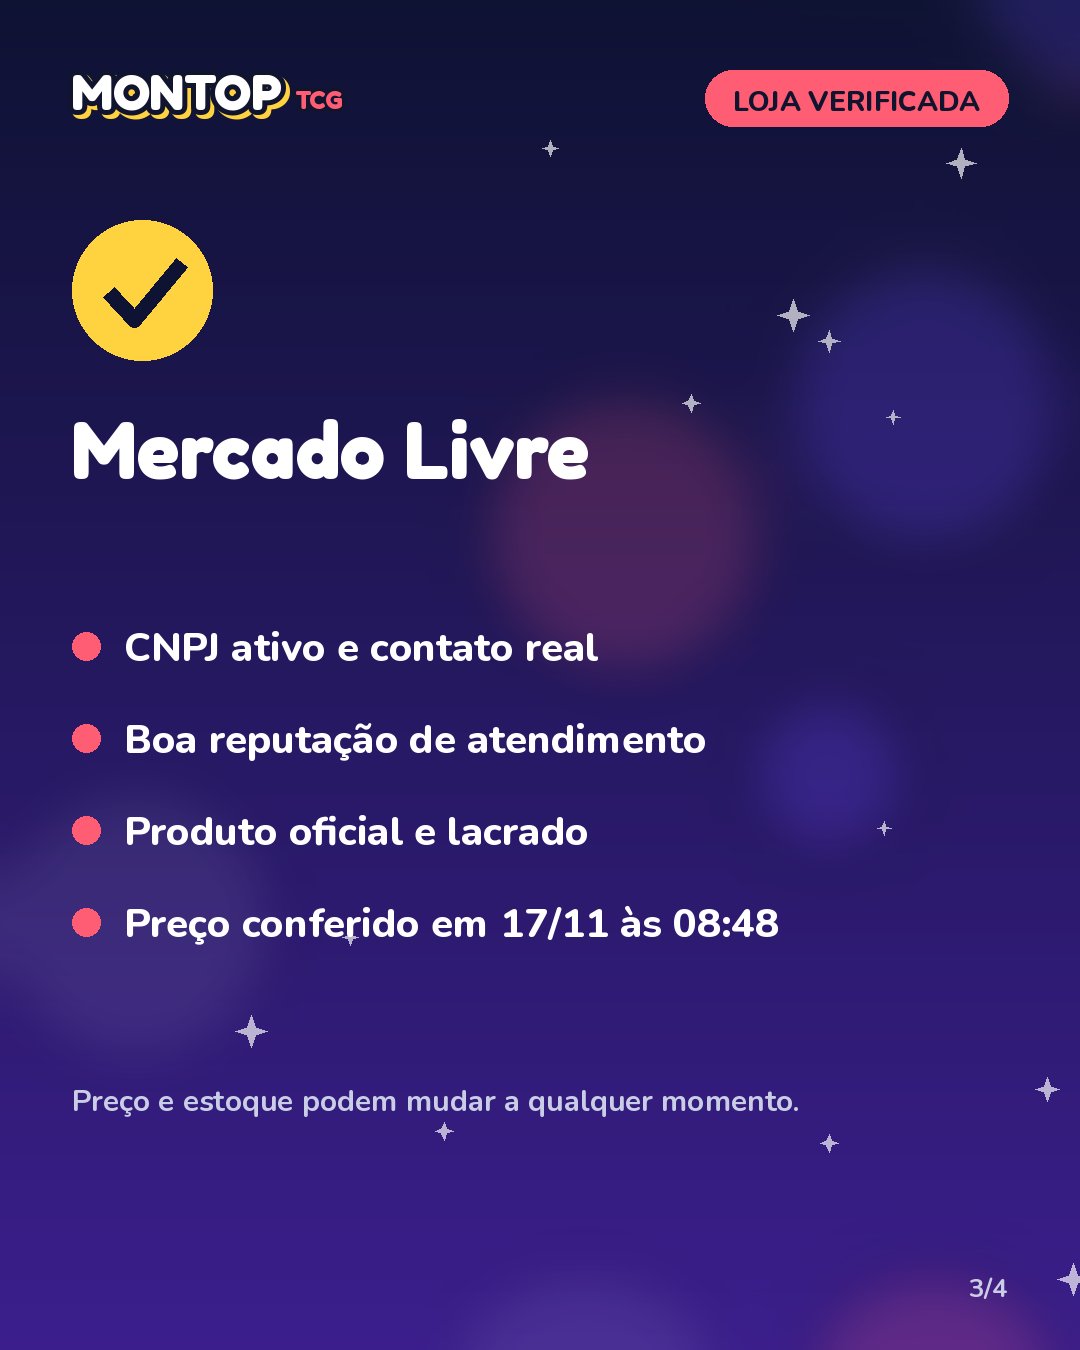 MONTOP TCG
LOJA VERIFICADA
Mercado Livre
CNPJ ativo e contato real
Boa reputação de atendimento
Produto oficial e lacrado
Preço conferido em 17/11 às 08:48
Preço e estoque podem mudar a qualquer momento.
3/4